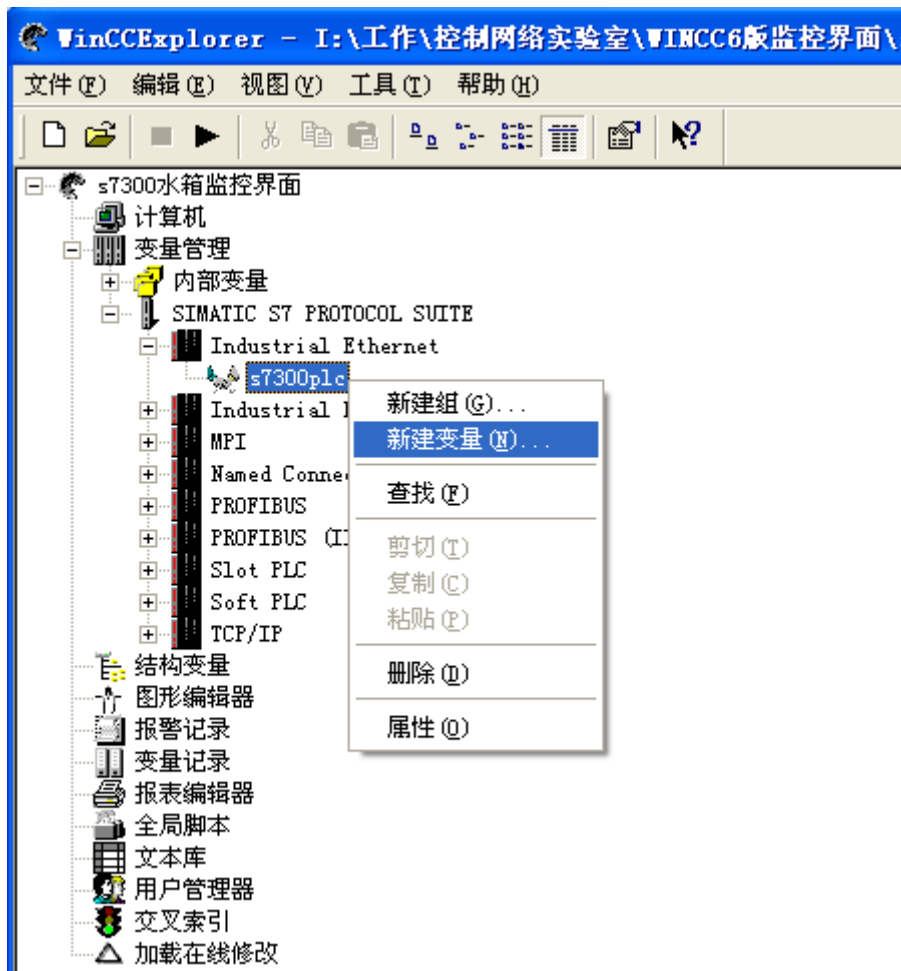 WinCCExplorer - I:\工作\控制网络实验室\WINCC6版监控界面\
文件(F) 编辑(E) 视图(V) 工具(T) 帮助(H)
s7300水箱监控界面
计算机
变量管理
内部变量
SIMATIC S7 PROTOCOL SUITE
Industrial Ethernet
s7300plc
Industrial
MPI
Named
PROFIBUS
PROFIBUS
Slot PLC
Soft PLC
TCP/IP
结构变量
图形编辑器
报警记录
变量记录
报表编辑器
全局脚本
文本库
用户管理器
交叉索引
加载在线修改
新建组(G)...
新建变量(N)...
查找(F)
剪切(T)
复制(C)
粘贴(P)
删除(D)
属性(O)